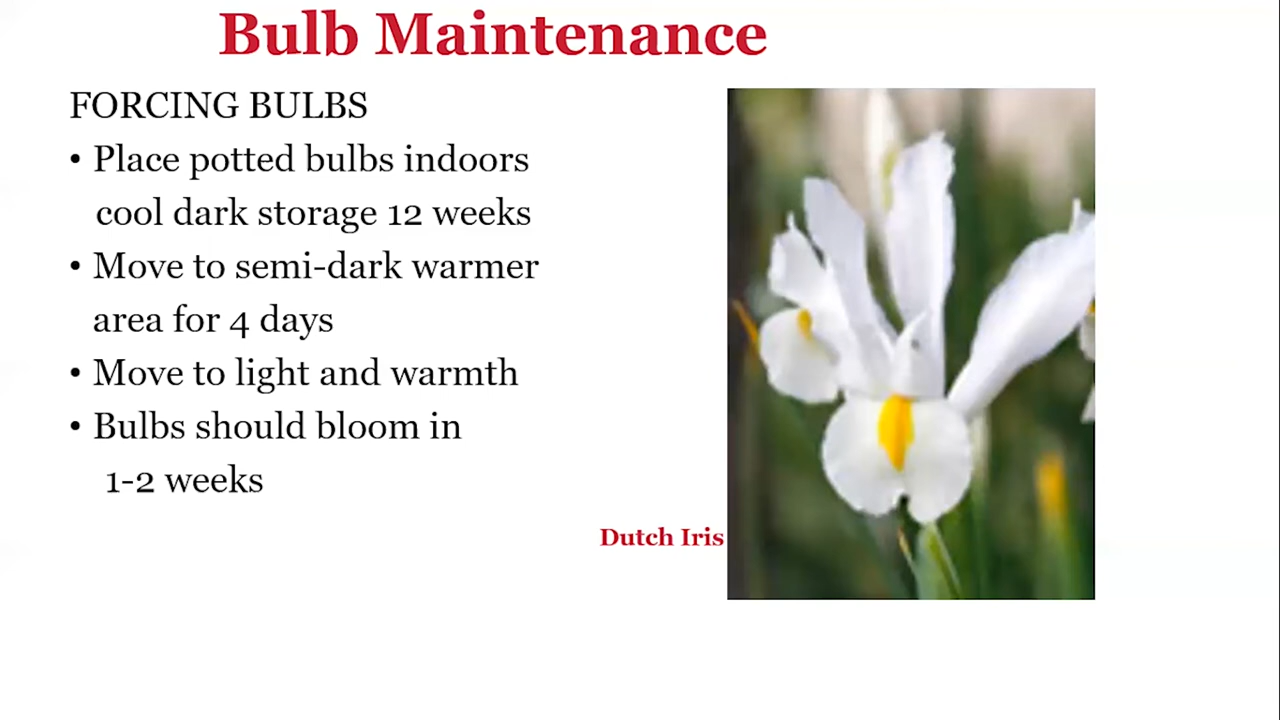 Bulb Maintenance
FORCING BULBS
• Place potted bulbs indoors
cool dark storage 12 weeks
• Move to semi-dark warmer
area for 4 days
• Move to light and warmth
• Bulbs should bloom in
1-2 weeks
Dutch Iris